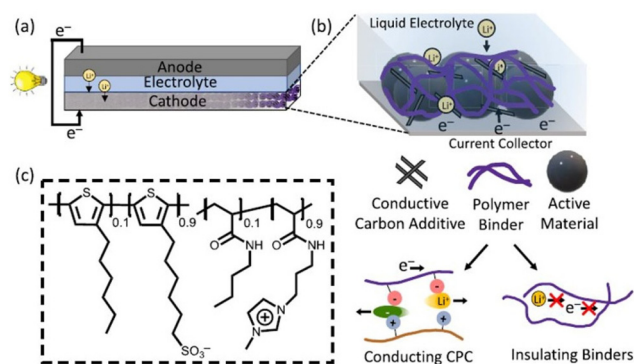 (a)
e⁻
Anode
Li⁺
Electrolyte
Li⁺
Cathode
e⁻
(b)
Liquid Electrolyte
Li⁺
Li⁺
Li⁺
Li⁺
e⁻
e⁻
e⁻
Current Collector
Conductive
Carbon Additive
Polymer
Binder
Active
Material
(c)
S
S
0.1
0.9
0.1
0.9
O
NH
O
NH
N
N
+
SO₃⁻
e⁻
-
-
Li⁺
+
+
Conducting CPC
Li⁺
e⁻
Insulating Binders